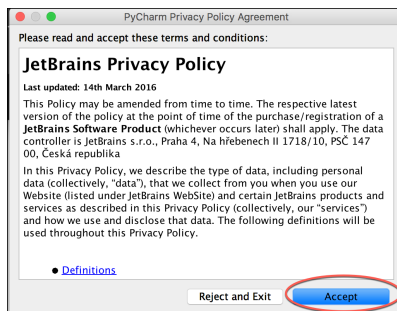 PyCharm Privacy Policy Agreement
Please read and accept these terms and conditions:
JetBrains Privacy Policy
Last updated: 14th March 2016
This Policy may be amended from time to time. The respective latest
version of the policy at the point of time of the purchase/registration of a
JetBrains Software Product (whichever occurs later) shall apply. The data
controller is JetBrains s.r.o., Praha 4, Na hřebenech II 1718/10, PSČ 147
00, Česká republika
In this Privacy Policy, we describe the type of data, including personal
data (collectively, “data”), that we collect from you when you use our
Website (listed under JetBrains WebSite) and certain JetBrains products and
services as described in this Privacy Policy (collectively, our “services”)
and how we use and disclose that data. The following definitions will be
used throughout this Privacy Policy.
• Definitions
Reject and Exit
Accept